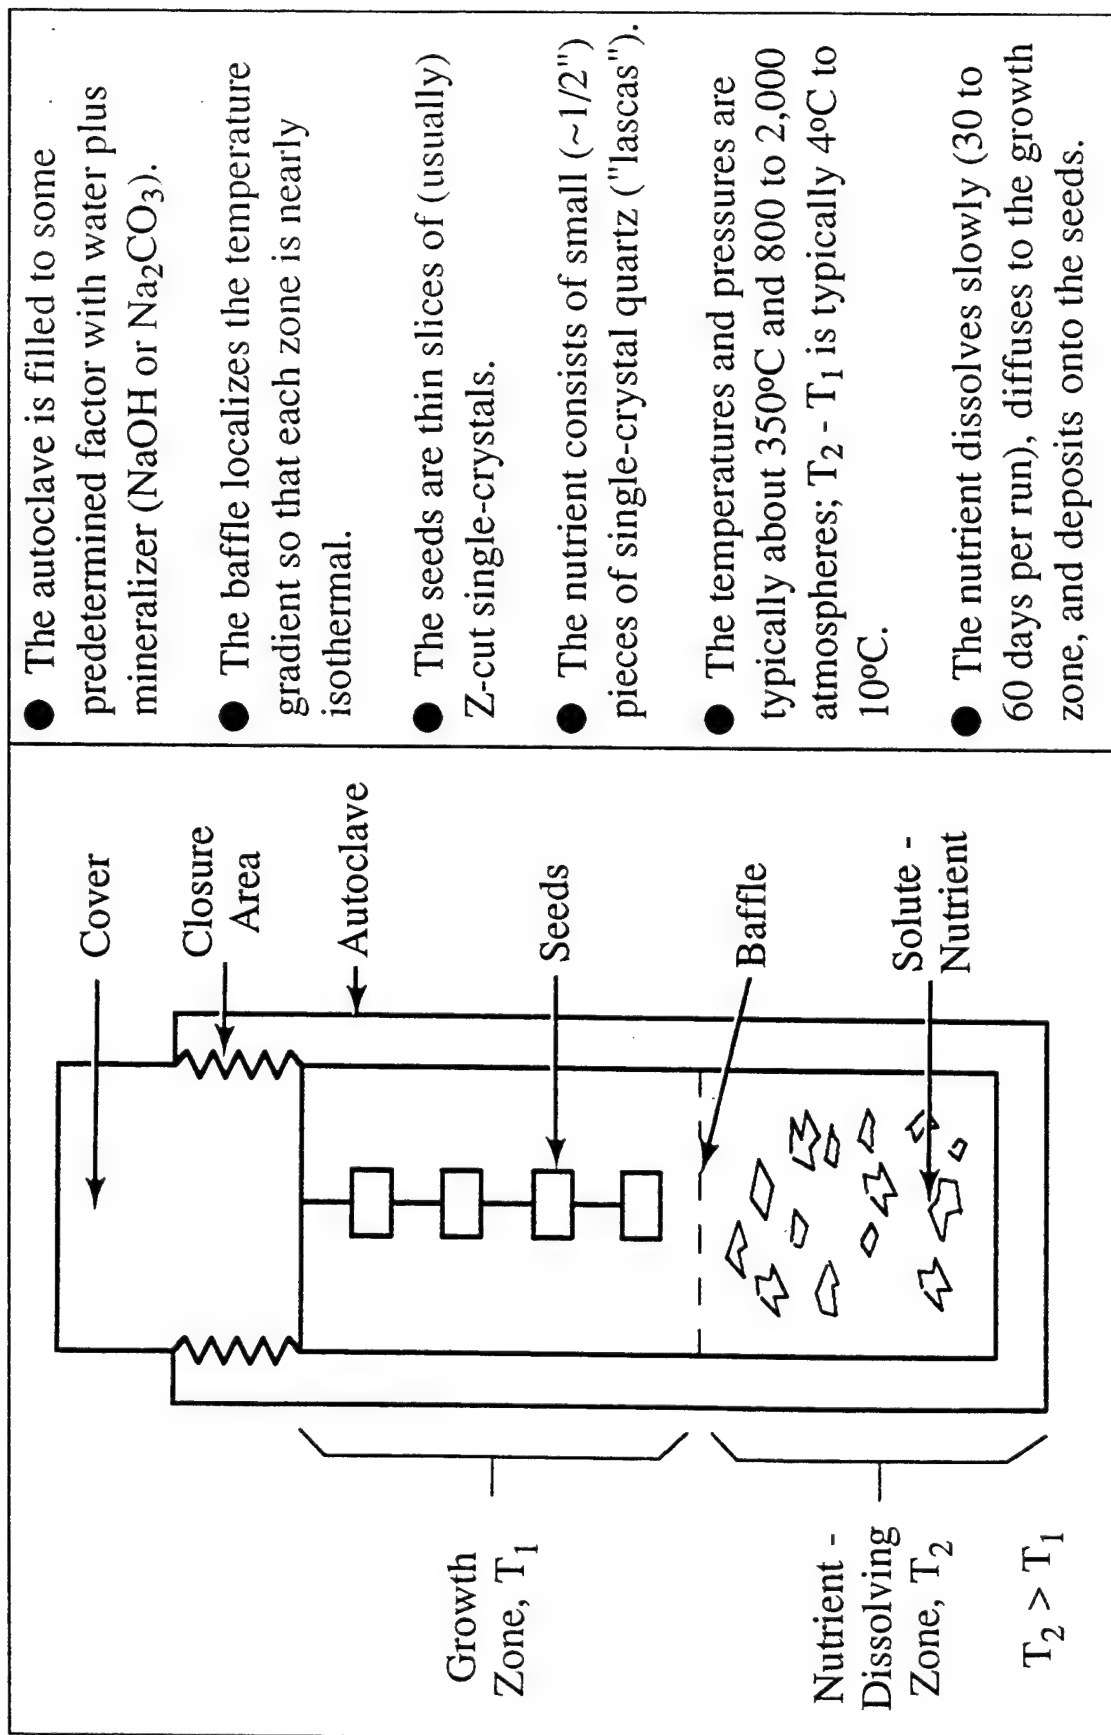 Cover
Closure
Area
Autoclave
Seeds
Baffle
Solute -
Nutrient
Growth
Zone, T1
Nutrient -
Dissolving
Zone, T2
T2 > T1
● The autoclave is filled to some
predetermined factor with water plus
mineralizer (NaOH or Na2CO3).
● The baffle localizes the temperature
gradient so that each zone is nearly
isothermal.
● The seeds are thin slices of (usually)
Z-cut single-crystals.
● The nutrient consists of small (~1/2")
pieces of single-crystal quartz ("lascas").
● The temperatures and pressures are
typically about 350oC and 800 to 2,000
atmospheres; T2 - T1 is typically 4oC to
10oC.
● The nutrient dissolves slowly (30 to
60 days per run), diffuses to the growth
zone, and deposits onto the seeds.